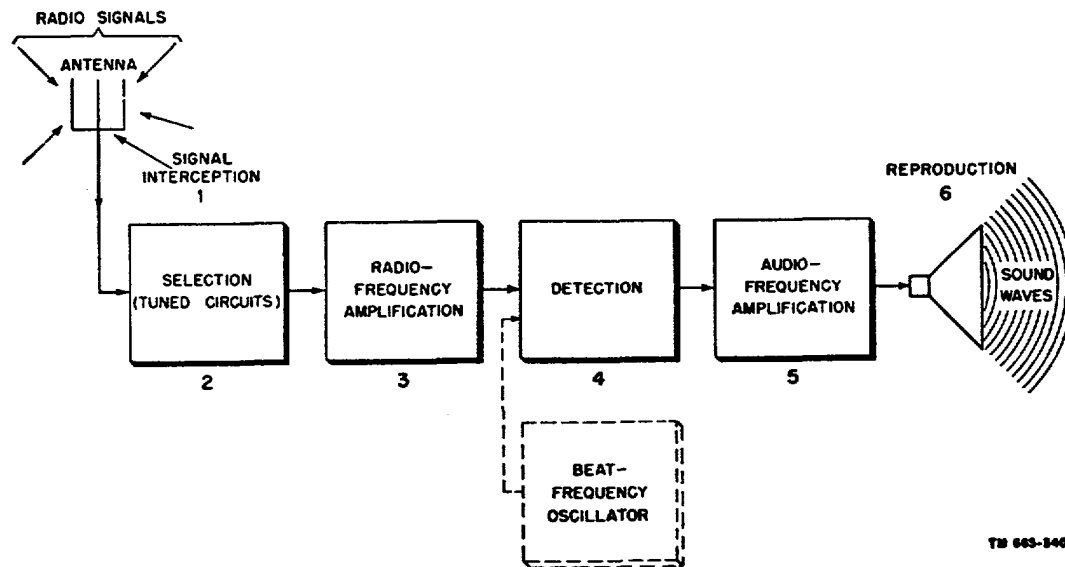 RADIO SIGNALS
ANTENNA
SIGNAL
INTERCEPTION
1
SELECTION
(TUNED CIRCUITS)
2
RADIO-
FREQUENCY
AMPLIFICATION
3
DETECTION
4
BEAT-
FREQUENCY
OSCILLATOR
AUDIO-
FREQUENCY
AMPLIFICATION
5
REPRODUCTION
6
SOUND
WAVES
TM